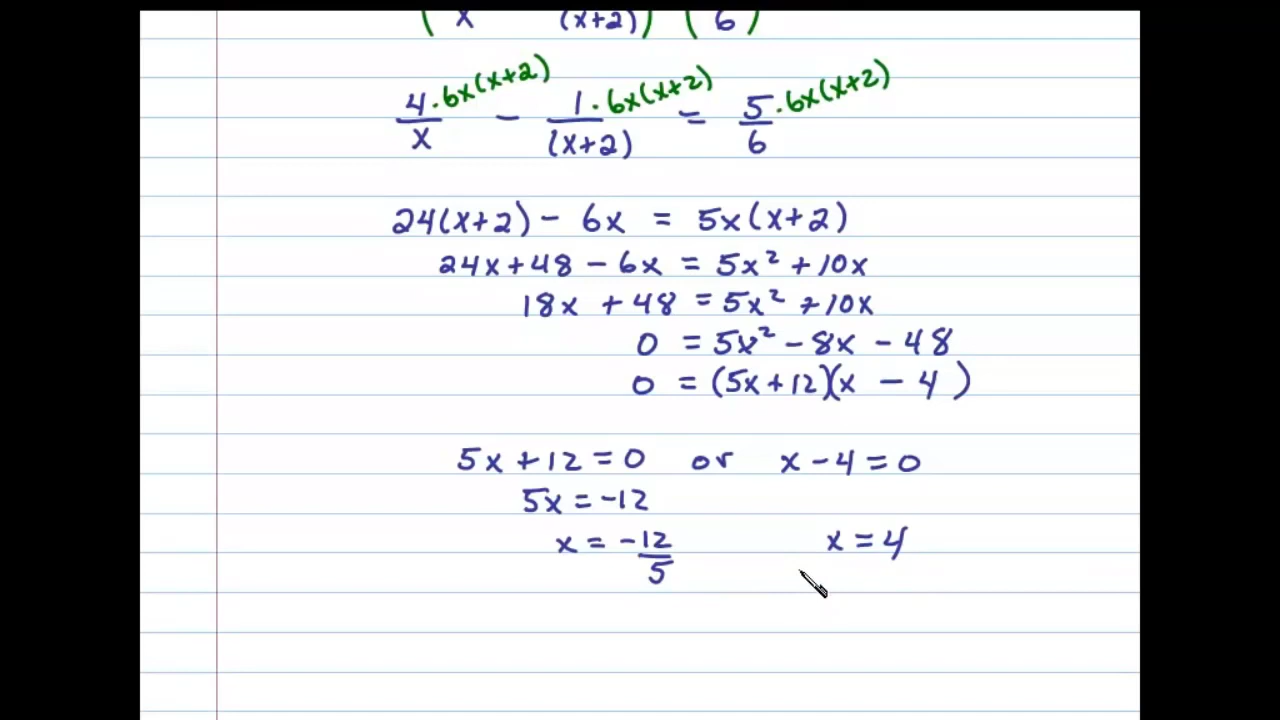 ( x (x+2)) ( 6 )
4·6x(x+2)/x − 1·6x(x+2)/(x+2) = 5·6x(x+2)/6
24(x+2) − 6x = 5x(x+2)
24x+48 − 6x = 5x² + 10x
18x + 48 = 5x² + 10x
0 = 5x² − 8x − 48
0 = (5x+12)(x − 4)
5x+12=0 or x−4=0
5x = −12
x = −12/5 x = 4